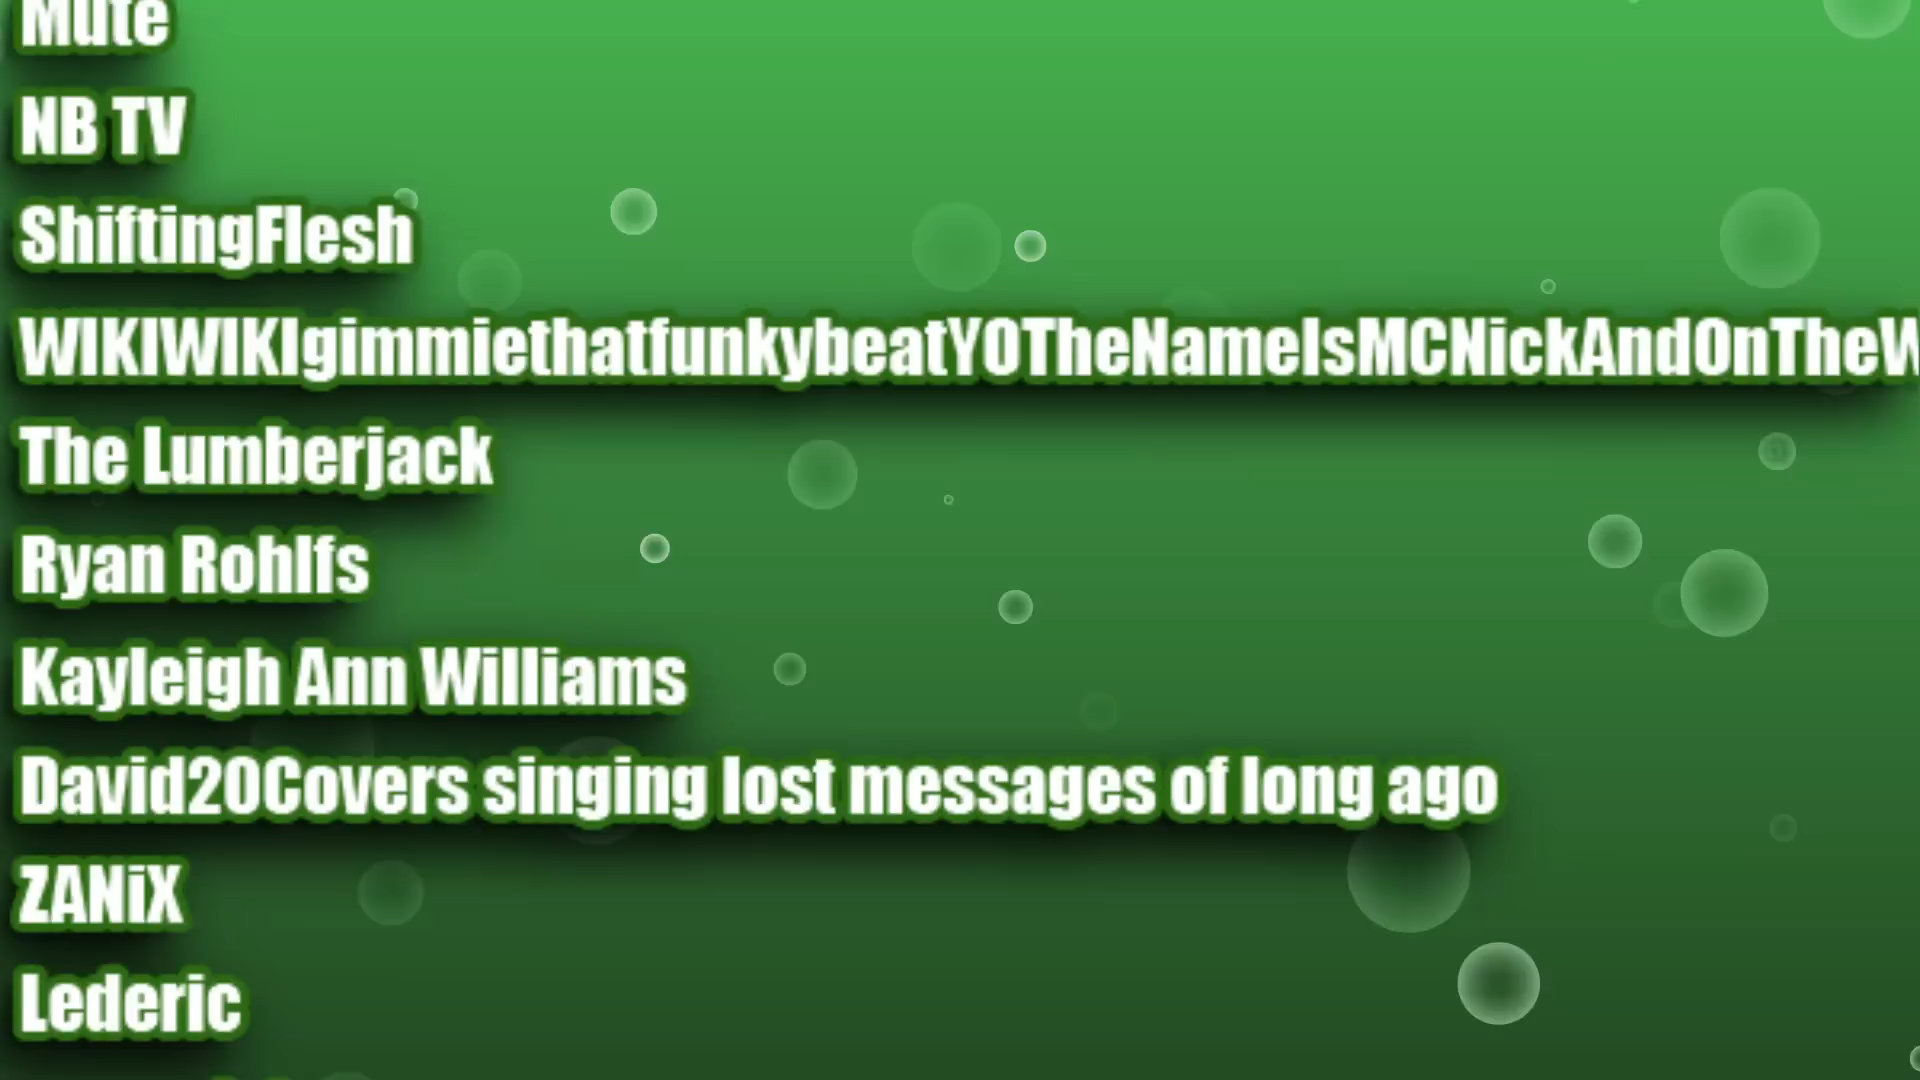 Mute
NB TV
ShiftingFlesh
WIKIWIKIgimmiethatfunkybeatYOTheNameIsMCNickAndOnTheW
The Lumberjack
Ryan Rohlfs
Kayleigh Ann Williams
David20Covers singing lost messages of long ago
ZANiX
Lederic